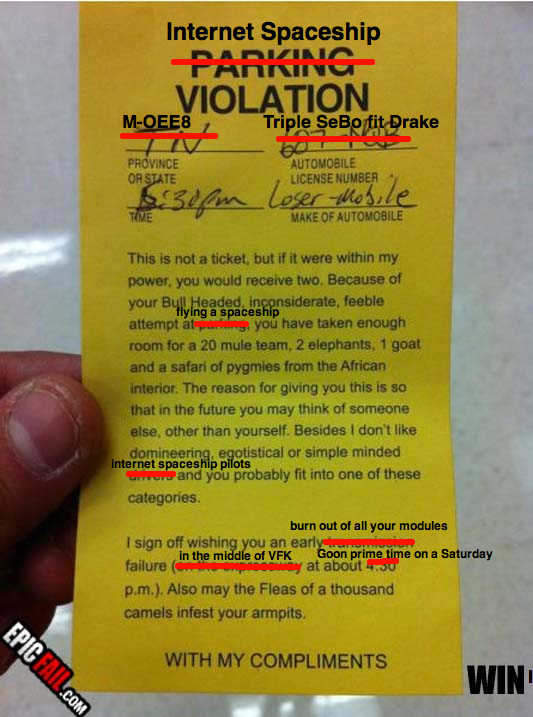 Internet Spaceship
PARKING
VIOLATION
M-OEE8 Triple SeBo fit Drake
TN 607-NQB
PROVINCE AUTOMOBILE
OR STATE LICENSE NUMBER
5:30pm Loser-Mobile
TIME MAKE OF AUTOMOBILE
This is not a ticket, but if it were within my
power, you would receive two. Because of
your Bull Headed, inconsiderate, feeble
flying a spaceship
attempt at parking, you have taken enough
room for a 20 mule team, 2 elephants, 1 goat
and a safari of pygmies from the African
interior. The reason for giving you this is so
that in the future you may think of someone
else, other than yourself. Besides I don't like
domineering, egotistical or simple minded
internet spaceship pilots
drivers and you probably fit into one of these
categories.
burn out of all your modules
I sign off wishing you an early transmission
in the middle of VFK Goon prime time on a Saturday
failure (on the expressway at about 4:30
p.m.). Also may the Fleas of a thousand
camels infest your armpits.
WITH MY COMPLIMENTS
EPIC FAIL.COM
WIN!